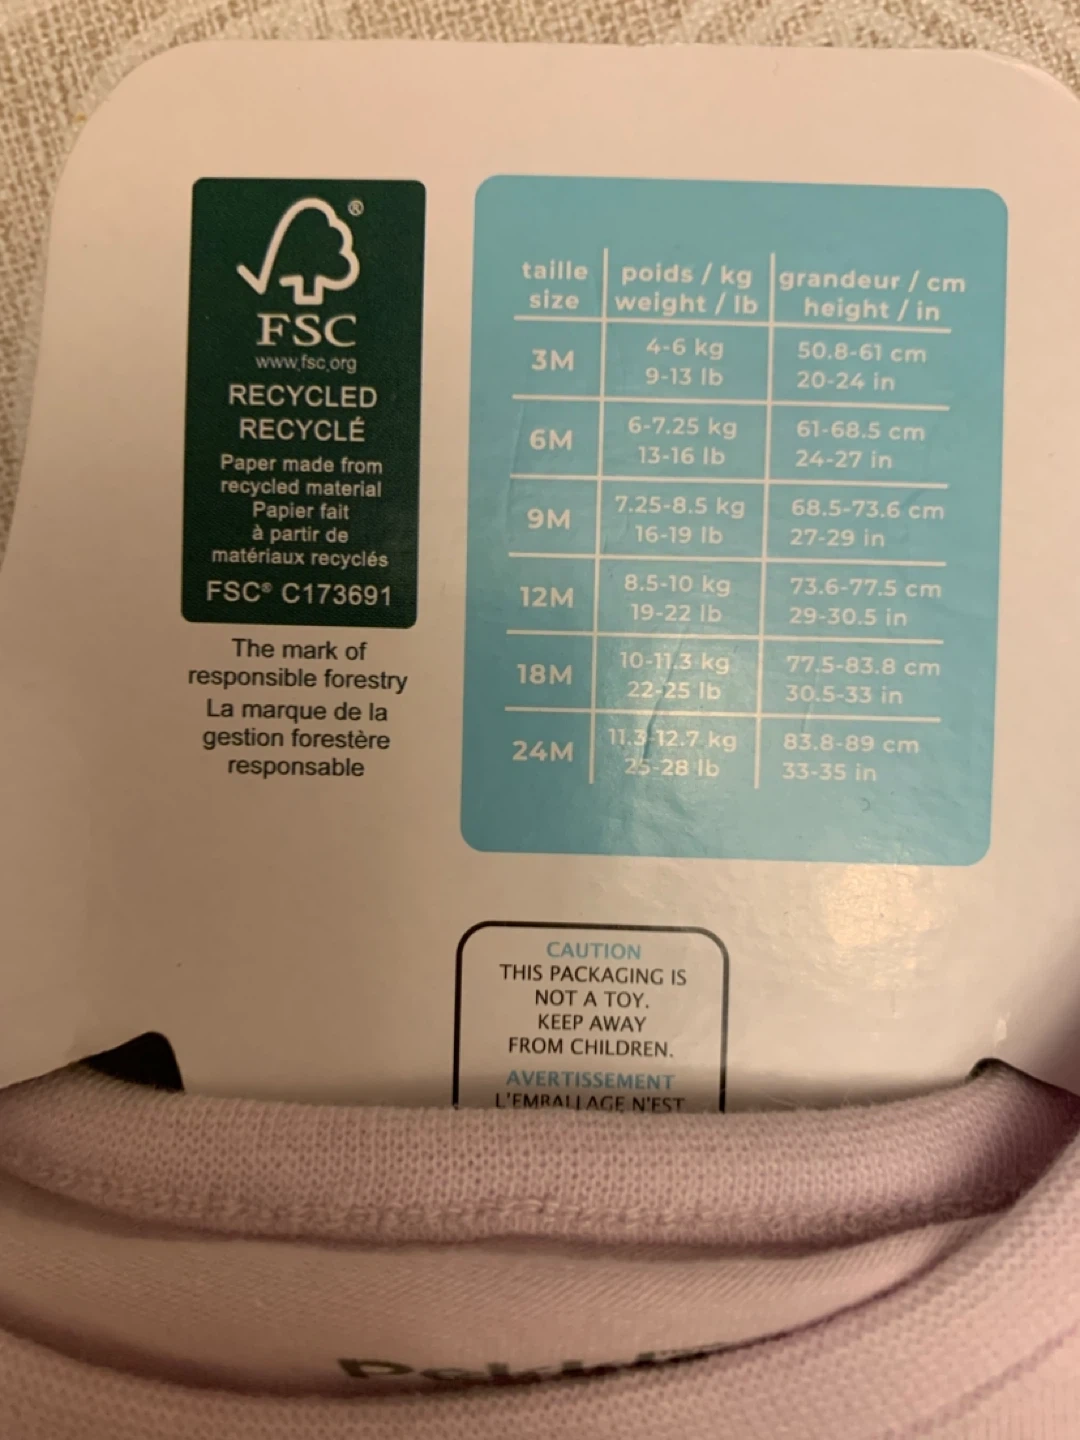 ®
FSC
www.fsc.org
RECYCLED
RECYCLÉ
Paper made from
recycled material
Papier fait
à partir de
matériaux recyclés
FSC® C173691
The mark of
responsible forestry
La marque de la
gestion forestère
responsable
taille poids / kg grandeur / cm
size weight / lb height / in
3M 4-6 kg 50.8-61 cm
9-13 lb 20-24 in
6M 6-7.25 kg 61-68.5 cm
13-16 lb 24-27 in
9M 7.25-8.5 kg 68.5-73.6 cm
16-19 lb 27-29 in
12M 8.5-10 kg 73.6-77.5 cm
19-22 lb 29-30.5 in
18M 10-11.3 kg 77.5-83.8 cm
22-25 lb 30.5-33 in
24M 11.3-12.7 kg 83.8-89 cm
25-28 lb 33-35 in
CAUTION
THIS PACKAGING IS
NOT A TOY.
KEEP AWAY
FROM CHILDREN.
AVERTISSEMENT
L'EMBALLAGE N'EST